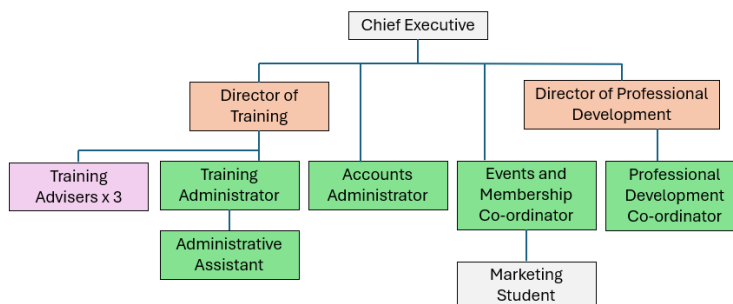 Chief Executive
Director of
Training
Director of Professional
Development
Training
Advisers x 3
Training
Administrator
Accounts
Administrator
Events and
Membership
Co-ordinator
Professional
Development
Co-ordinator
Administrative
Assistant
Marketing
Student